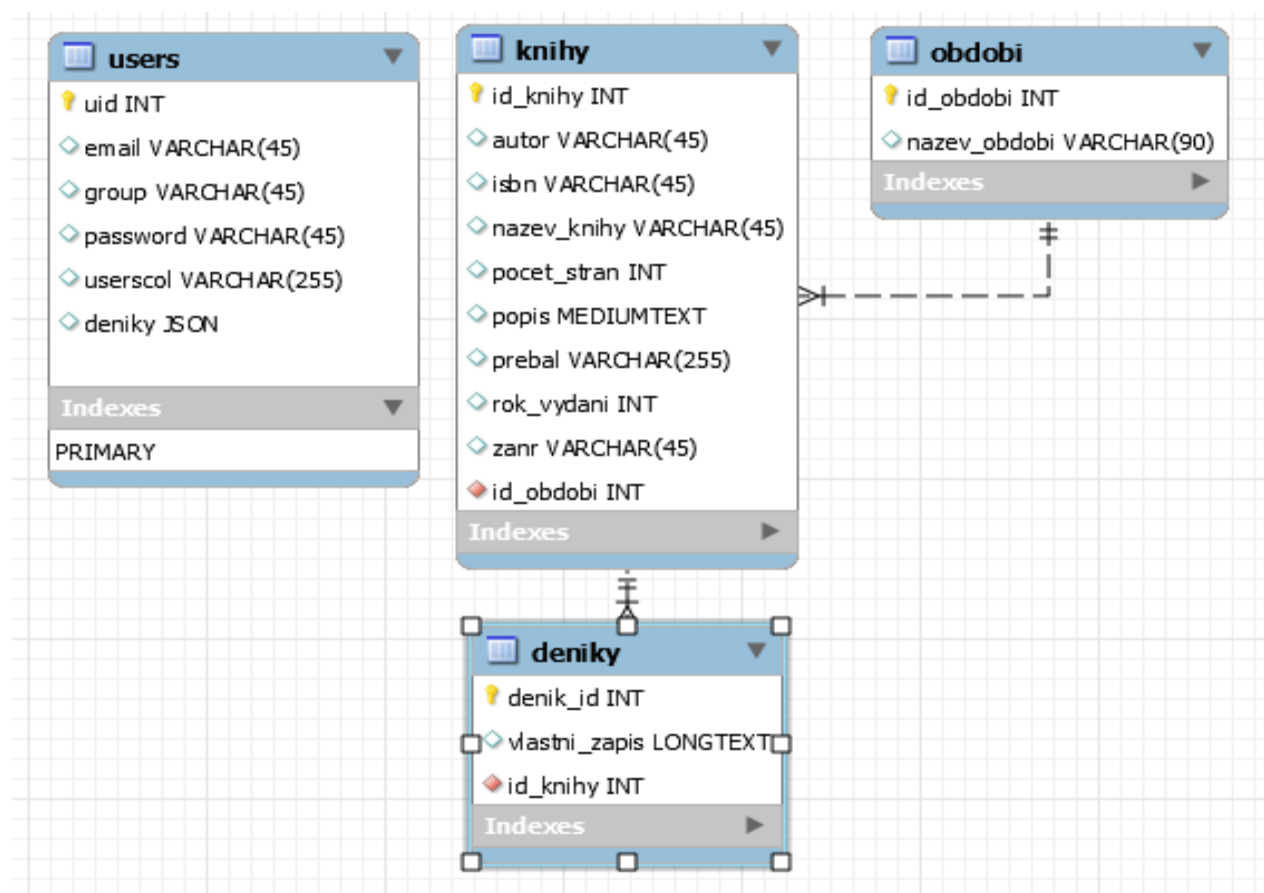 users
uid INT
email VARCHAR(45)
group VARCHAR(45)
password VARCHAR(45)
userscol VARCHAR(255)
deniky JSON
Indexes
PRIMARY
knihy
id_knihy INT
autor VARCHAR(45)
isbn VARCHAR(45)
nazev_knihy VARCHAR(45)
pocet_stran INT
popis MEDIUMTEXT
prebal VARCHAR(255)
rok_vydani INT
zanr VARCHAR(45)
id_obdobi INT
Indexes
obdobi
id_obdobi INT
nazev_obdobi VARCHAR(90)
Indexes
deniky
denik_id INT
vlastni_zapis LONGTEXT
id_knihy INT
Indexes